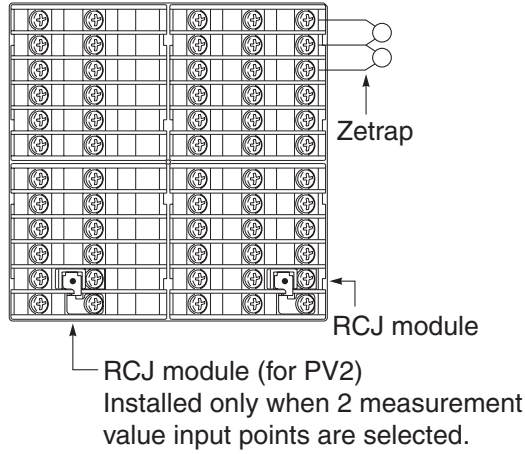 Zetrap
RCJ module
RCJ module (for PV2)
Installed only when 2 measurement
value input points are selected.